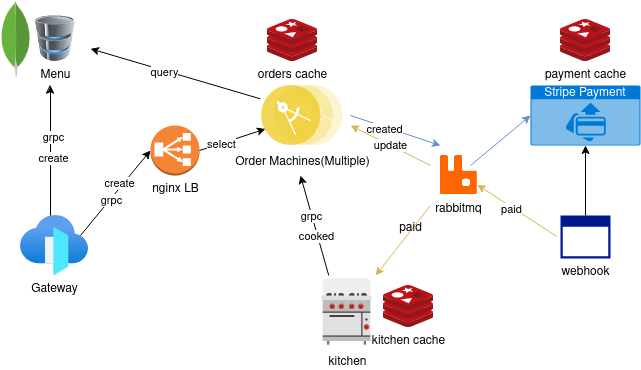 Menu
orders cache
payment cache
query
Stripe Payment
created
update
grpc
create
select
Order Machines(Multiple)
nginx LB
create
grpc
rabbitmq
paid
grpc
cooked
paid
webhook
Gateway
kitchen cache
kitchen